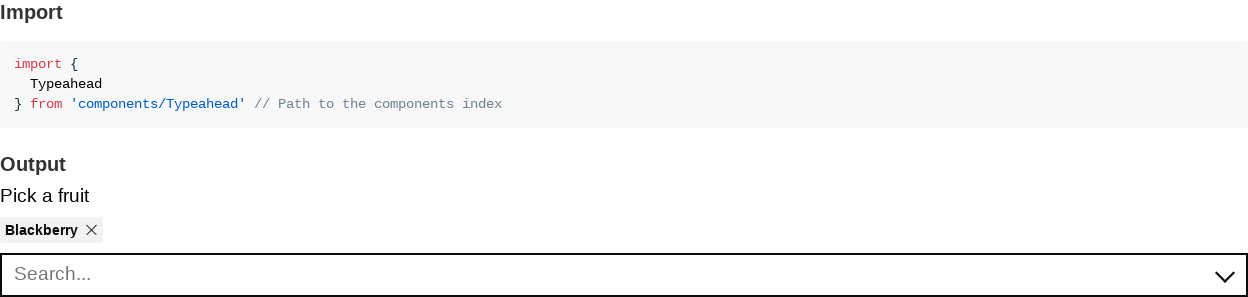 Import
import {
  Typeahead
} from 'components/Typeahead' // Path to the components index
Output
Pick a fruit
Blackberry
Search...